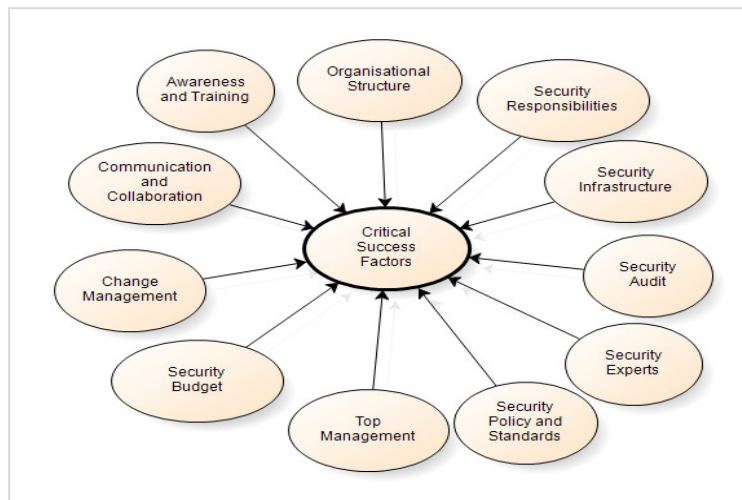 Organisational
Structure
Awareness
and Training
Security
Responsibilities
Communication
and
Collaboration
Security
Infrastructure
Critical
Success
Factors
Change
Management
Security
Audit
Security
Budget
Security
Experts
Top
Management
Security
Policy and
Standards